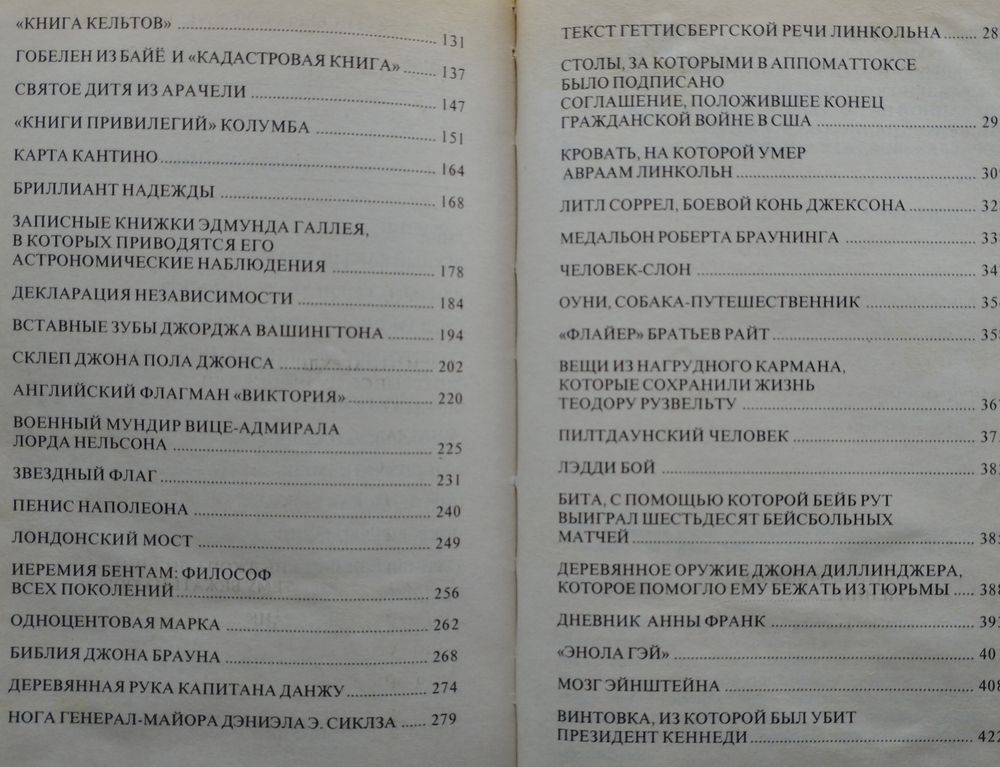 «КНИГА КЕЛЬТОВ» 131
ГОБЕЛЕН ИЗ БАЙЁ И «КАДАСТРОВАЯ КНИГА» 137
СВЯТОЕ ДИТЯ ИЗ АРАЧЕЛИ 147
«КНИГИ ПРИВИЛЕГИЙ» КОЛУМБА 151
КАРТА КАНТИНО 164
БРИЛЛИАНТ НАДЕЖДЫ 168
ЗАПИСНЫЕ КНИЖКИ ЭДМУНДА ГАЛЛЕЯ,
В КОТОРЫХ ПРИВОДЯТСЯ ЕГО
АСТРОНОМИЧЕСКИЕ НАБЛЮДЕНИЯ 178
ДЕКЛАРАЦИЯ НЕЗАВИСИМОСТИ 184
ВСТАВНЫЕ ЗУБЫ ДЖОРДЖА ВАШИНГТОНА 194
СКЛЕП ДЖОНА ПОЛА ДЖОНСА 202
АНГЛИЙСКИЙ ФЛАГМАН «ВИКТОРИЯ» 220
ВОЕННЫЙ МУНДИР ВИЦЕ-АДМИРАЛА
ЛОРДА НЕЛЬСОНА 225
ЗВЕЗДНЫЙ ФЛАГ 231
ПЕНИС НАПОЛЕОНА 240
ЛОНДОНСКИЙ МОСТ 249
ИЕРЕМИЯ БЕНТАМ: ФИЛОСОФ
ВСЕХ ПОКОЛЕНИЙ 256
ОДНОЦЕНТОВАЯ МАРКА 262
БИБЛИЯ ДЖОНА БРАУНА 268
ДЕРЕВЯННАЯ РУКА КАПИТАНА ДАНЖУ 274
НОГА ГЕНЕРАЛ-МАЙОРА ДЭНИЭЛА Э. СИКЛЗА 279
ТЕКСТ ГЕТТИСБЕРГСКОЙ РЕЧИ ЛИНКОЛЬНА
СТОЛЫ, ЗА КОТОРЫМИ В АППОМАТТОКСЕ
БЫЛО ПОДПИСАНО
СОГЛАШЕНИЕ, ПОЛОЖИВШЕЕ КОНЕЦ
ГРАЖДАНСКОЙ ВОЙНЕ В США
КРОВАТЬ, НА КОТОРОЙ УМЕР
АВРААМ ЛИНКОЛЬН
ЛИТЛ СОРРЕЛ, БОЕВОЙ КОНЬ ДЖЕКСОНА
МЕДАЛЬОН РОБЕРТА БРАУНИНГА
ЧЕЛОВЕК-СЛОН
ОУНИ, СОБАКА-ПУТЕШЕСТВЕННИК
«ФЛАЙЕР» БРАТЬЕВ РАЙТ
ВЕЩИ ИЗ НАГРУДНОГО КАРМАНА,
КОТОРЫЕ СОХРАНИЛИ ЖИЗНЬ
ТЕОДОРУ РУЗВЕЛЬТУ
ПИЛТДАУНСКИЙ ЧЕЛОВЕК
ЛЭДДИ БОЙ
БИТА, С ПОМОЩЬЮ КОТОРОЙ БЕЙБ РУТ
ВЫИГРАЛ ШЕСТЬДЕСЯТ БЕЙСБОЛЬНЫХ
МАТЧЕЙ
ДЕРЕВЯННОЕ ОРУЖИЕ ДЖОНА ДИЛЛИНДЖЕРА,
КОТОРОЕ ПОМОГЛО ЕМУ БЕЖАТЬ ИЗ ТЮРЬМЫ 388
ДНЕВНИК АННЫ ФРАНК
«ЭНОЛА ГЭЙ»
МОЗГ ЭЙНШТЕЙНА 408
ВИНТОВКА, ИЗ КОТОРОЙ БЫЛ УБИТ
ПРЕЗИДЕНТ КЕННЕДИ 422